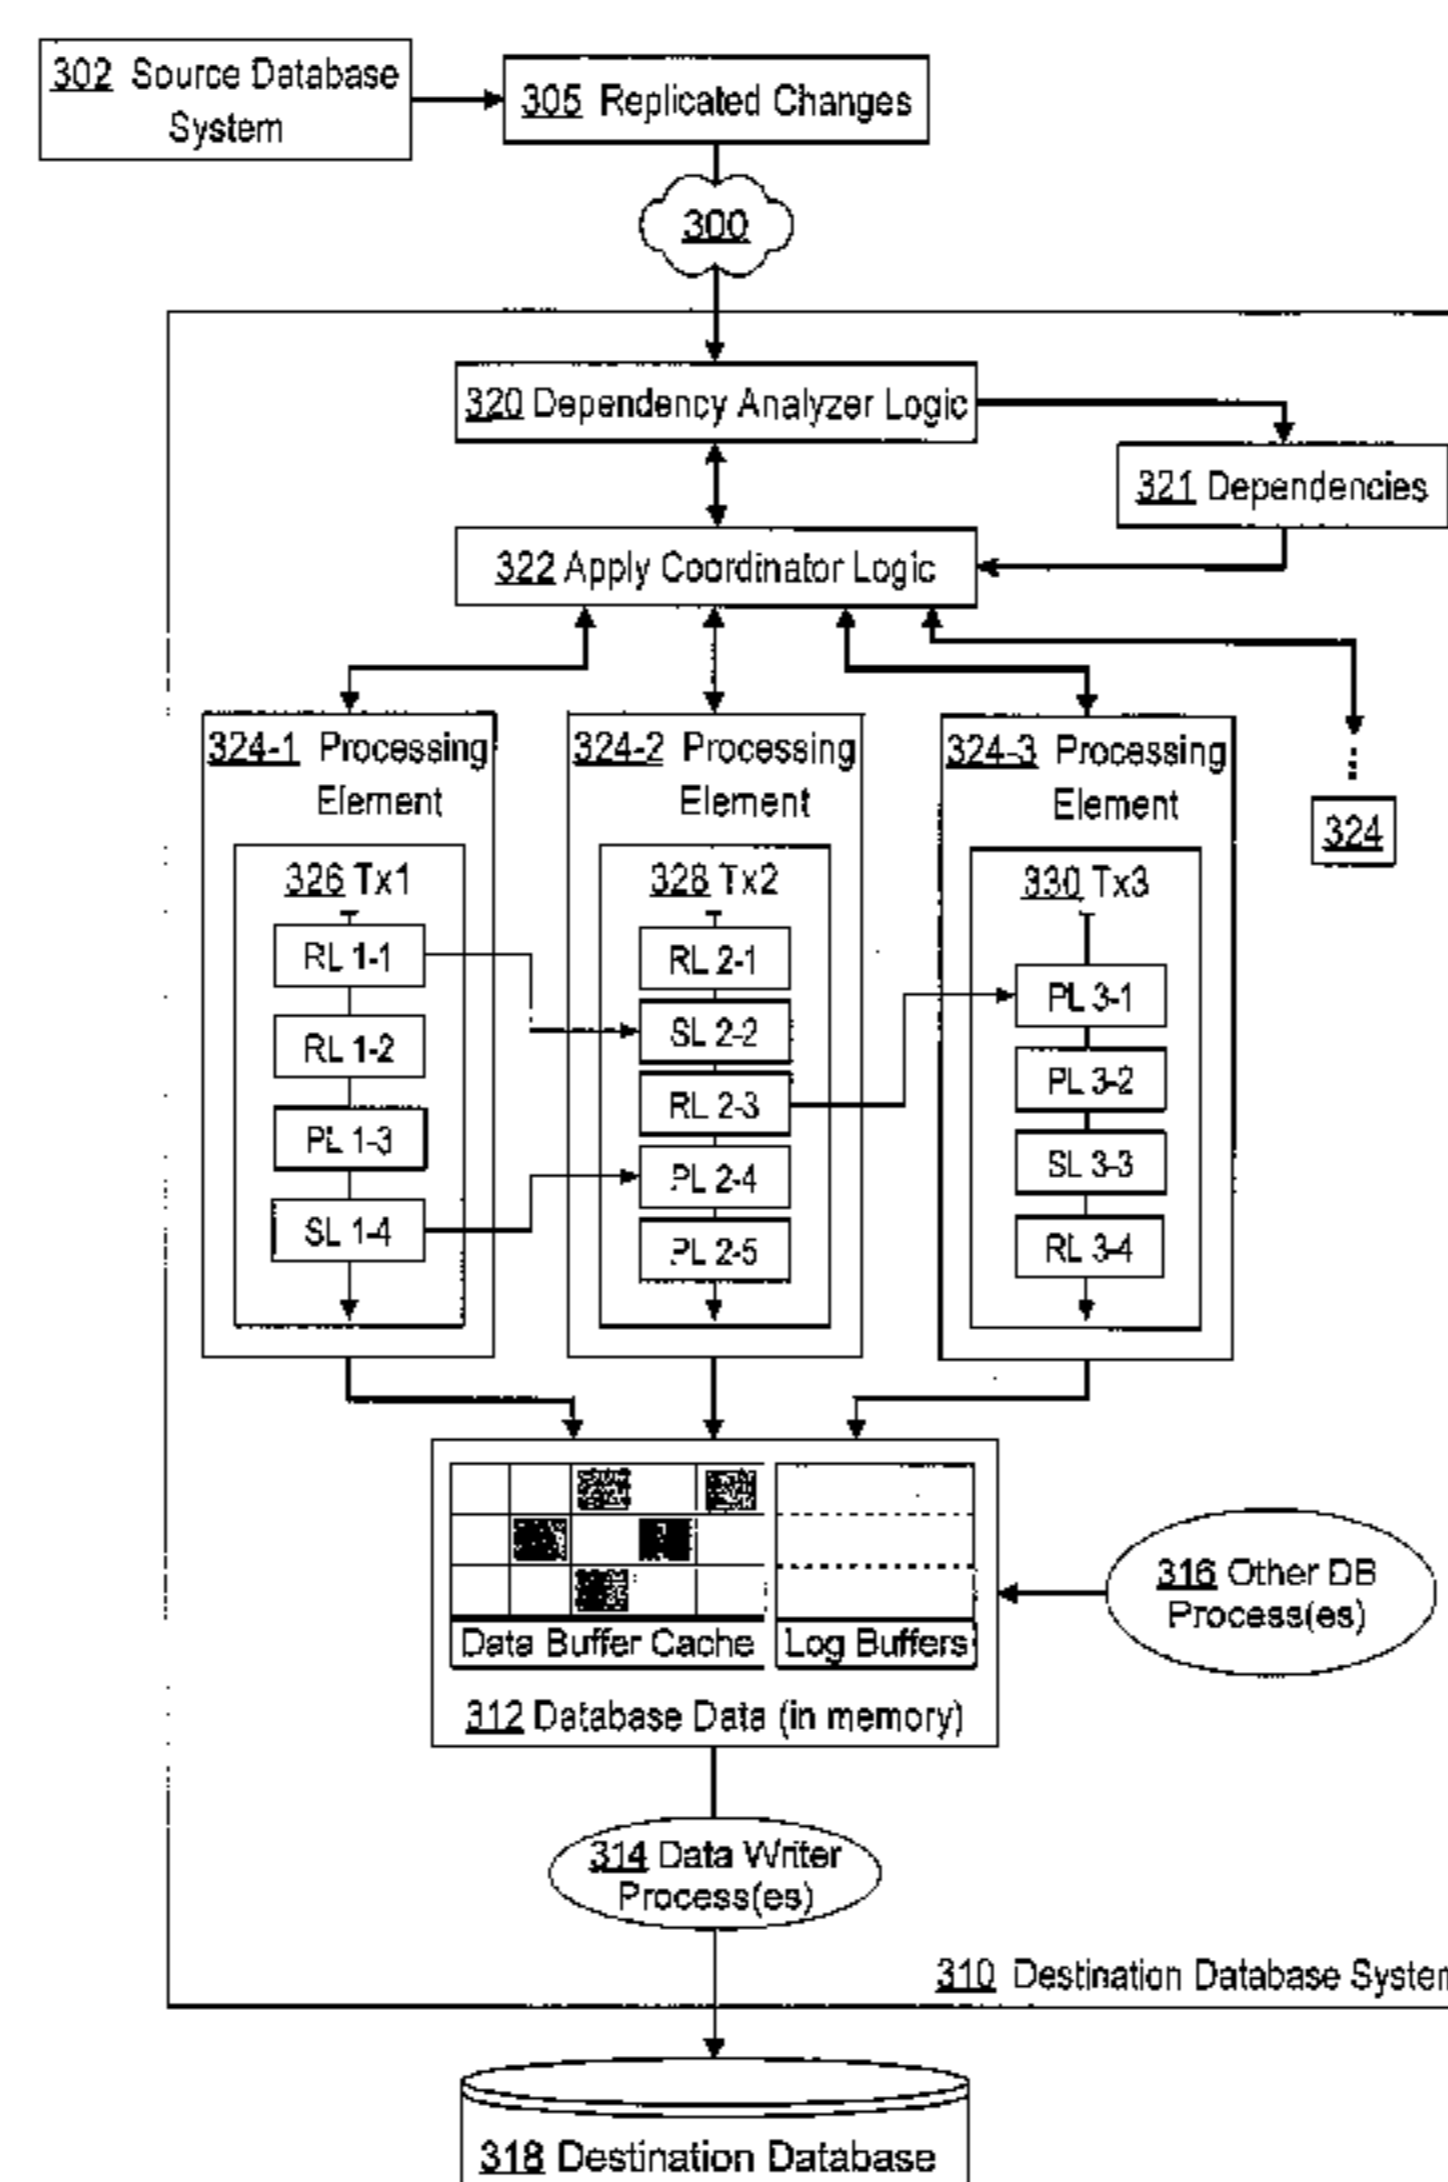 302 Source Database
System
305 Replicated Changes
300
320 Dependency Analyzer Logic
321 Dependencies
322 Apply Coordinator Logic
324-1 Processing
Element
324-2 Processing
Element
324-3 Processing
Element
324
326 Tx1
RL 1-1
RL 1-2
PL 1-3
SL 1-4
328 Tx2
RL 2-1
SL 2-2
RL 2-3
PL 2-4
PL 2-5
330 Tx3
PL 3-1
PL 3-2
SL 3-3
RL 3-4
Data Buffer Cache
Log Buffers
312 Database Data (in memory)
316 Other DB
Process(es)
314 Data Writer
Process(es)
310 Destination Database System
318 Destination Database